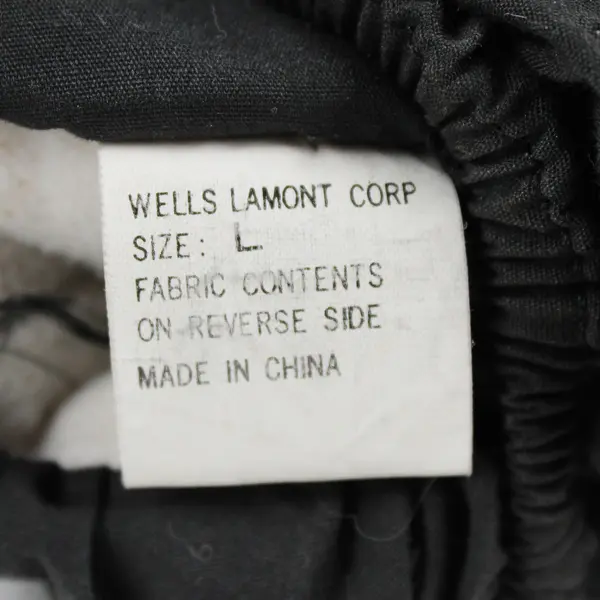 WELLS LAMONT CORP
SIZE: L
FABRIC CONTENTS
ON REVERSE SIDE
MADE IN CHINA